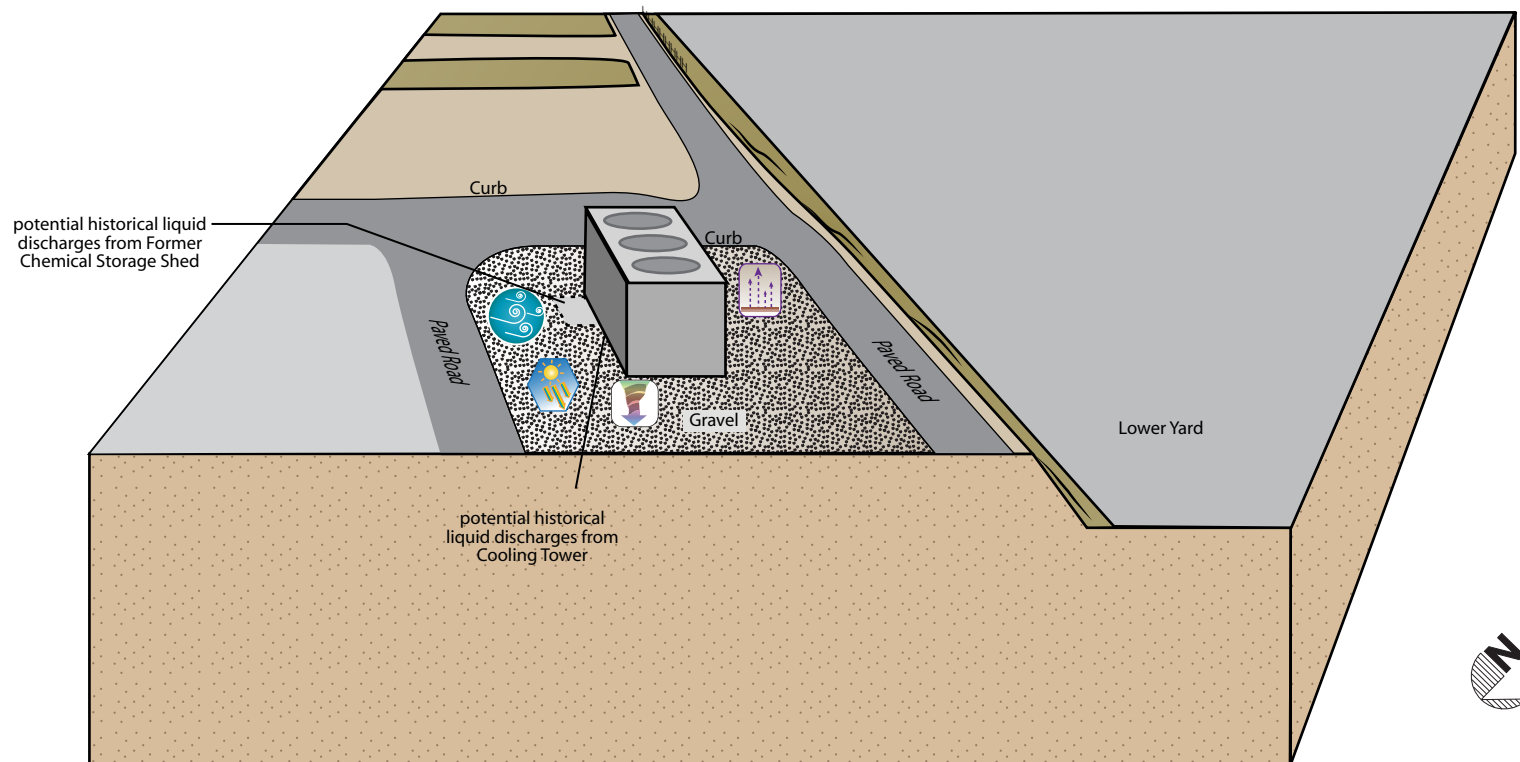 Curb
potential historical liquid
discharges from Former
Chemical Storage Shed
Curb
Paved Road
Paved Road
Gravel
Lower Yard
potential historical
liquid discharges from
Cooling Tower
N